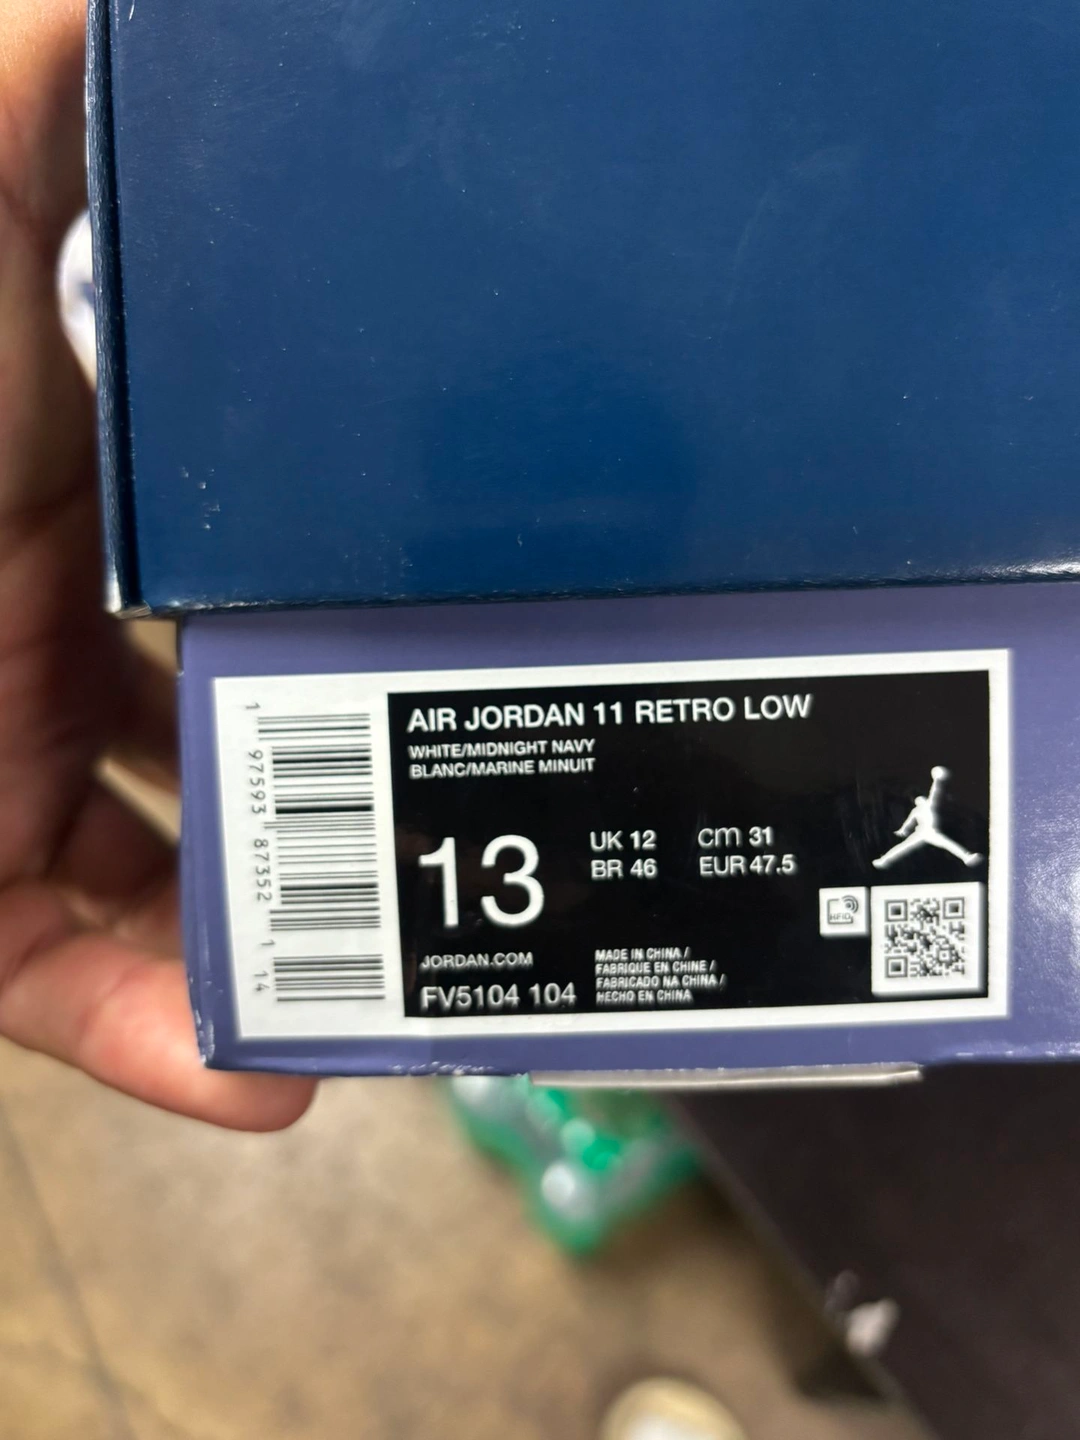 AIR JORDAN 11 RETRO LOW
WHITE/MIDNIGHT NAVY
BLANC/MARINE MINUIT
13
UK 12
cm 31
BR 46
EUR 47.5
RFID
JORDAN.COM
FV5104 104
MADE IN CHINA /
FABRIQUE EN CHINE /
FABRICADO NA CHINA /
HECHO EN CHINA
1 97593 87352 1 14